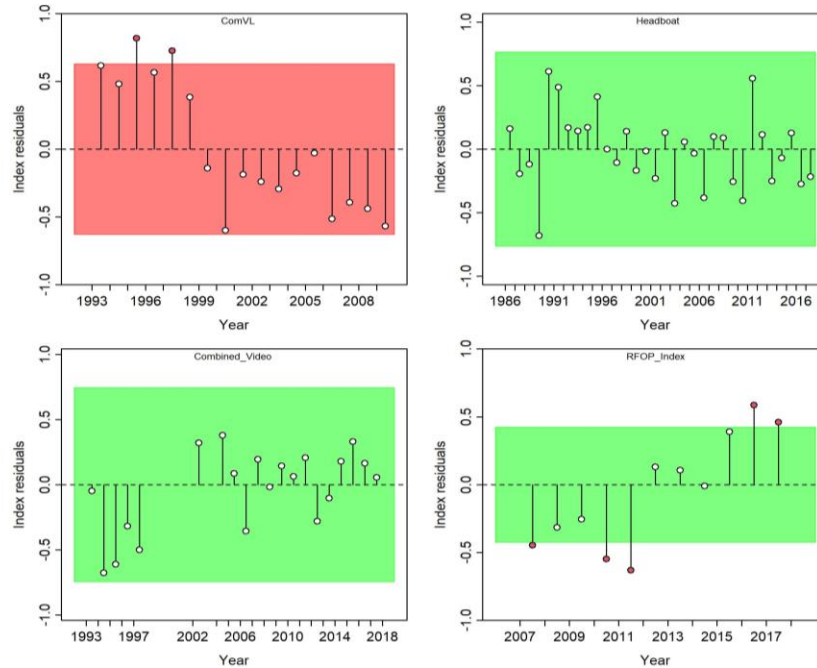 ComVL
Index residuals
1.0
0.5
0.0
-0.5
-1.0
1993 1996 1999 2002 2005 2008
Year
Headboat
Index residuals
1.0
0.5
0.0
-0.5
-1.0
1986 1991 1996 2001 2006 2011 2016
Year
Combined_Video
Index residuals
1.0
0.5
0.0
-0.5
-1.0
1993 1997 2002 2006 2010 2014 2018
Year
RFOP_Index
Index residuals
1.0
0.5
0.0
-0.5
-1.0
2007 2009 2011 2013 2015 2017
Year